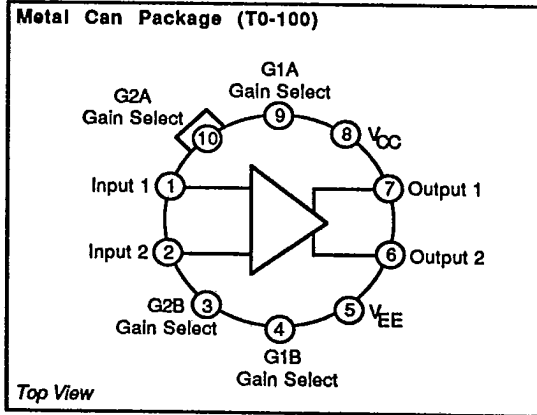 Metal Can Package (T0-100)
G1A
Gain Select
G2A
Gain Select
9
10
8
VCC
Input 1
1
7
Output 1
Input 2
2
6
Output 2
G2B
Gain Select
3
5
VEE
4
G1B
Gain Select
Top View